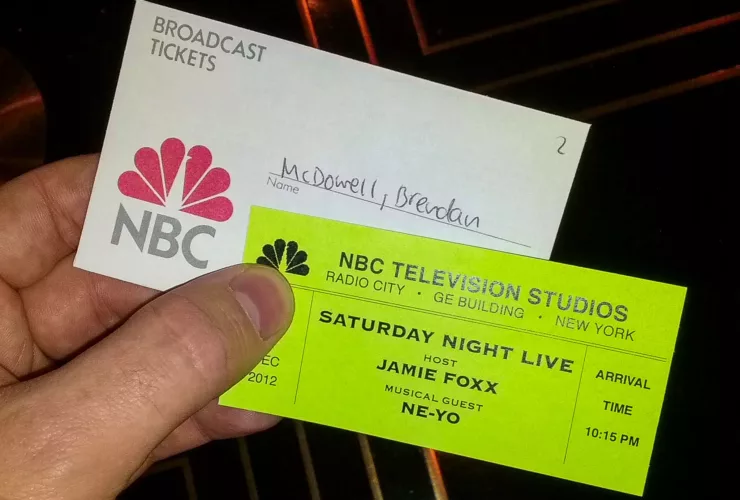 BROADCAST
TICKETS
2
McDowell, Brendan
Name
NBC
NBC TELEVISION STUDIOS
RADIO CITY · GE BUILDING · NEW YORK
EC
2012
SATURDAY NIGHT LIVE
HOST
JAMIE FOXX
MUSICAL GUEST
NE-YO
ARRIVAL
TIME
10:15 PM